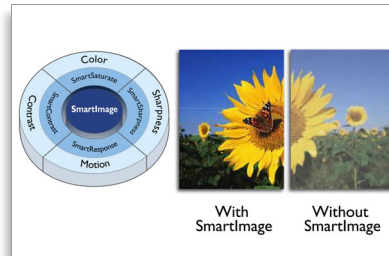 Color
SmartSaturate
Contrast
SmartContrast
SmartImage
SmartSharpness
Sharpness
SmartResponse
Motion
With
SmartImage
Without
SmartImage